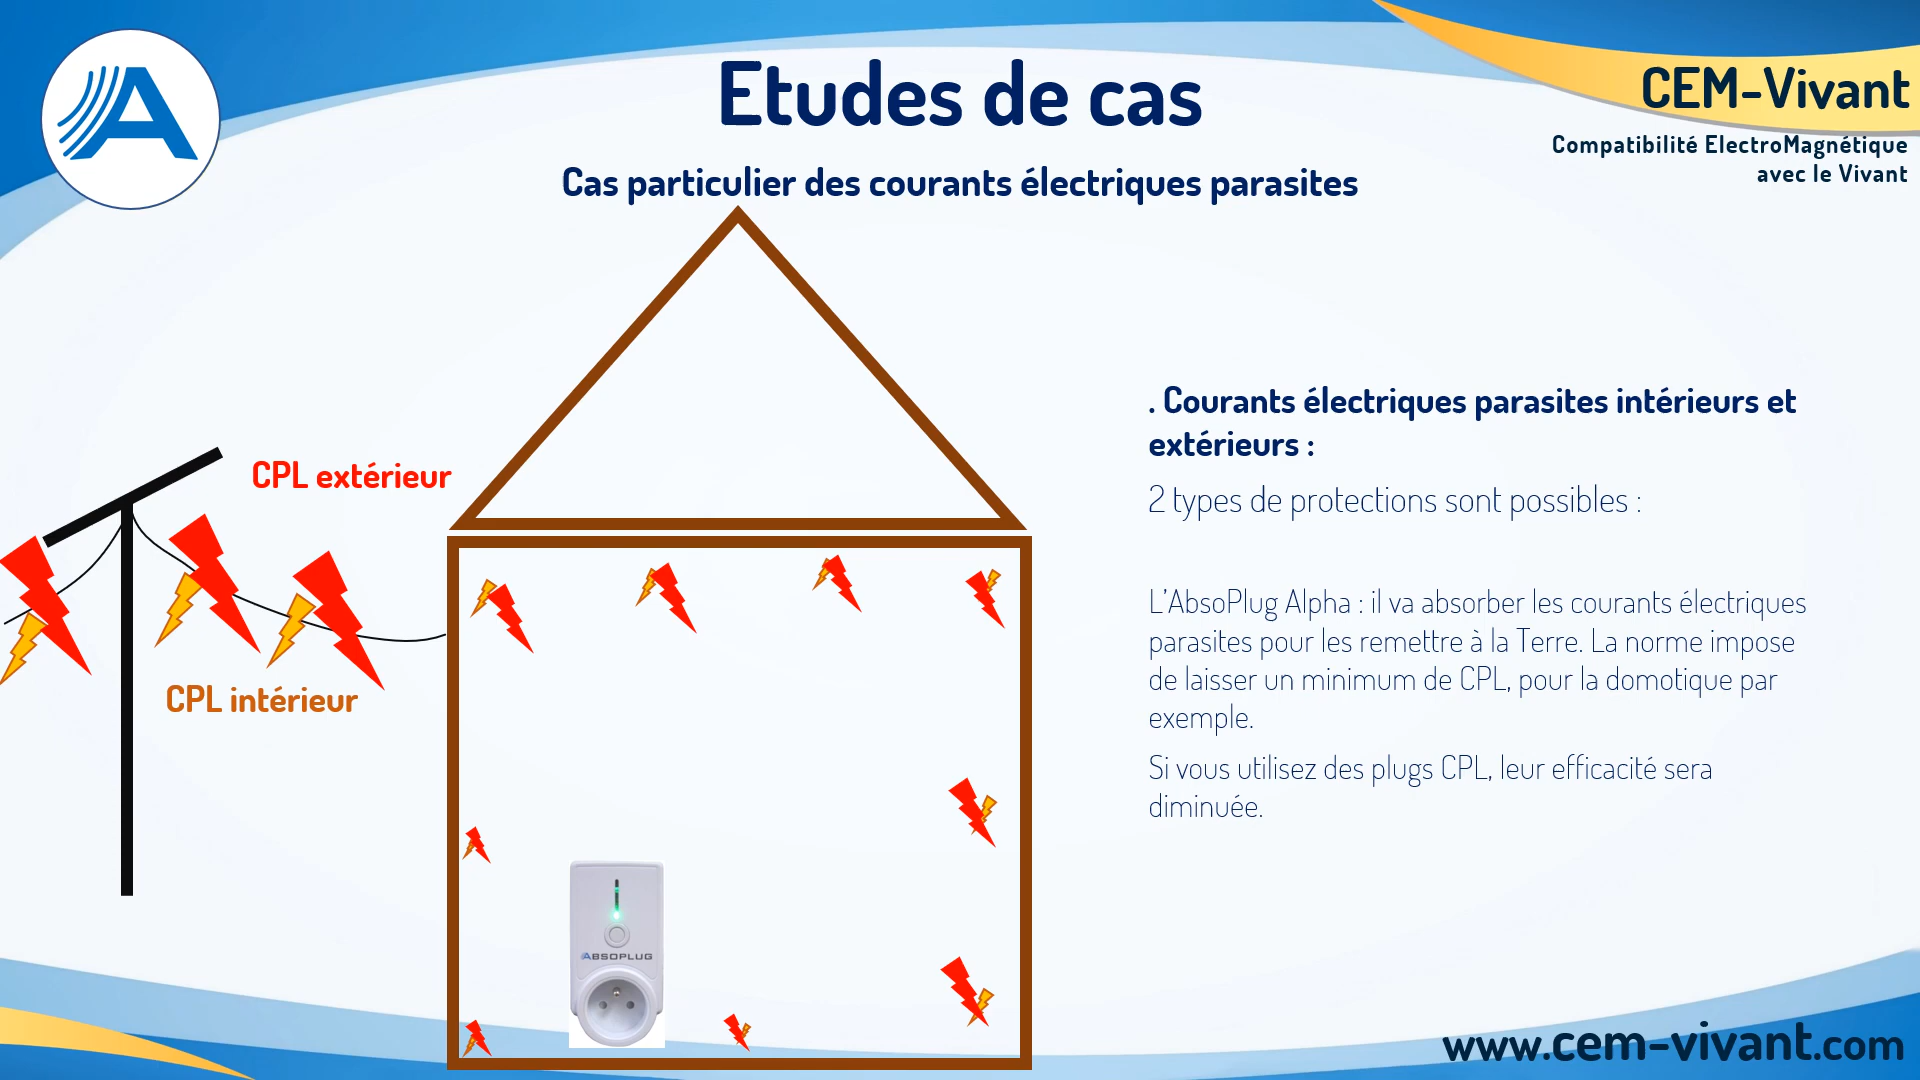 Etudes de cas
CEM-Vivant
Compatibilité ElectroMagnétique
avec le Vivant
Cas particulier des courants électriques parasites
CPL extérieur
CPL intérieur
. Courants électriques parasites intérieurs et
extérieurs :
2 types de protections sont possibles :
L’AbsoPlug Alpha : il va absorber les courants électriques
parasites pour les remettre à la Terre. La norme impose
de laisser un minimum de CPL, pour la domotique par
exemple.
Si vous utilisez des plugs CPL, leur efficacité sera
diminuée.
ABSOPLUG
www.cem-vivant.com